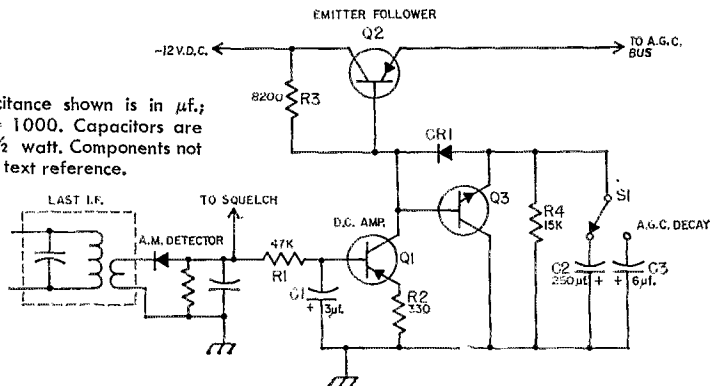 EMITTER FOLLOWER
Q2
-12 V.D.C.
TO A.G.C.
BUS
8200
R3
citance shown is in μf.;
= 1000. Capacitors are
½ watt. Components not
text reference.
CR1
Q3
S1
LAST I.F.
TO SQUELCH
D.C. AMP.
R4
15K
A.G.C. DECAY
A.M. DETECTOR
47K
R1
Q1
C1
+ 3μf.
R2
330
C2
250μf. +
C3
+ 6μf.